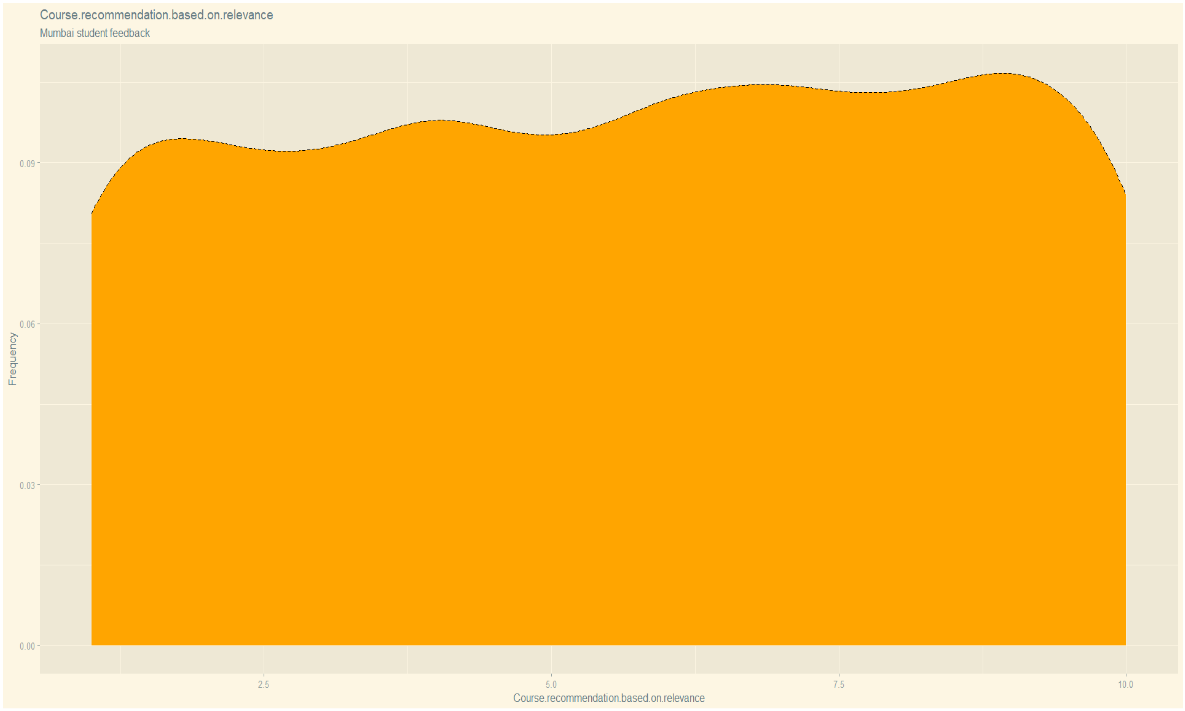 Course.recommendation.based.on.relevance
Mumbai student feedback
Frequency
0.09
0.06
0.03
0.00
2.5
5.0
7.5
10.0
Course.recommendation.based.on.relevance